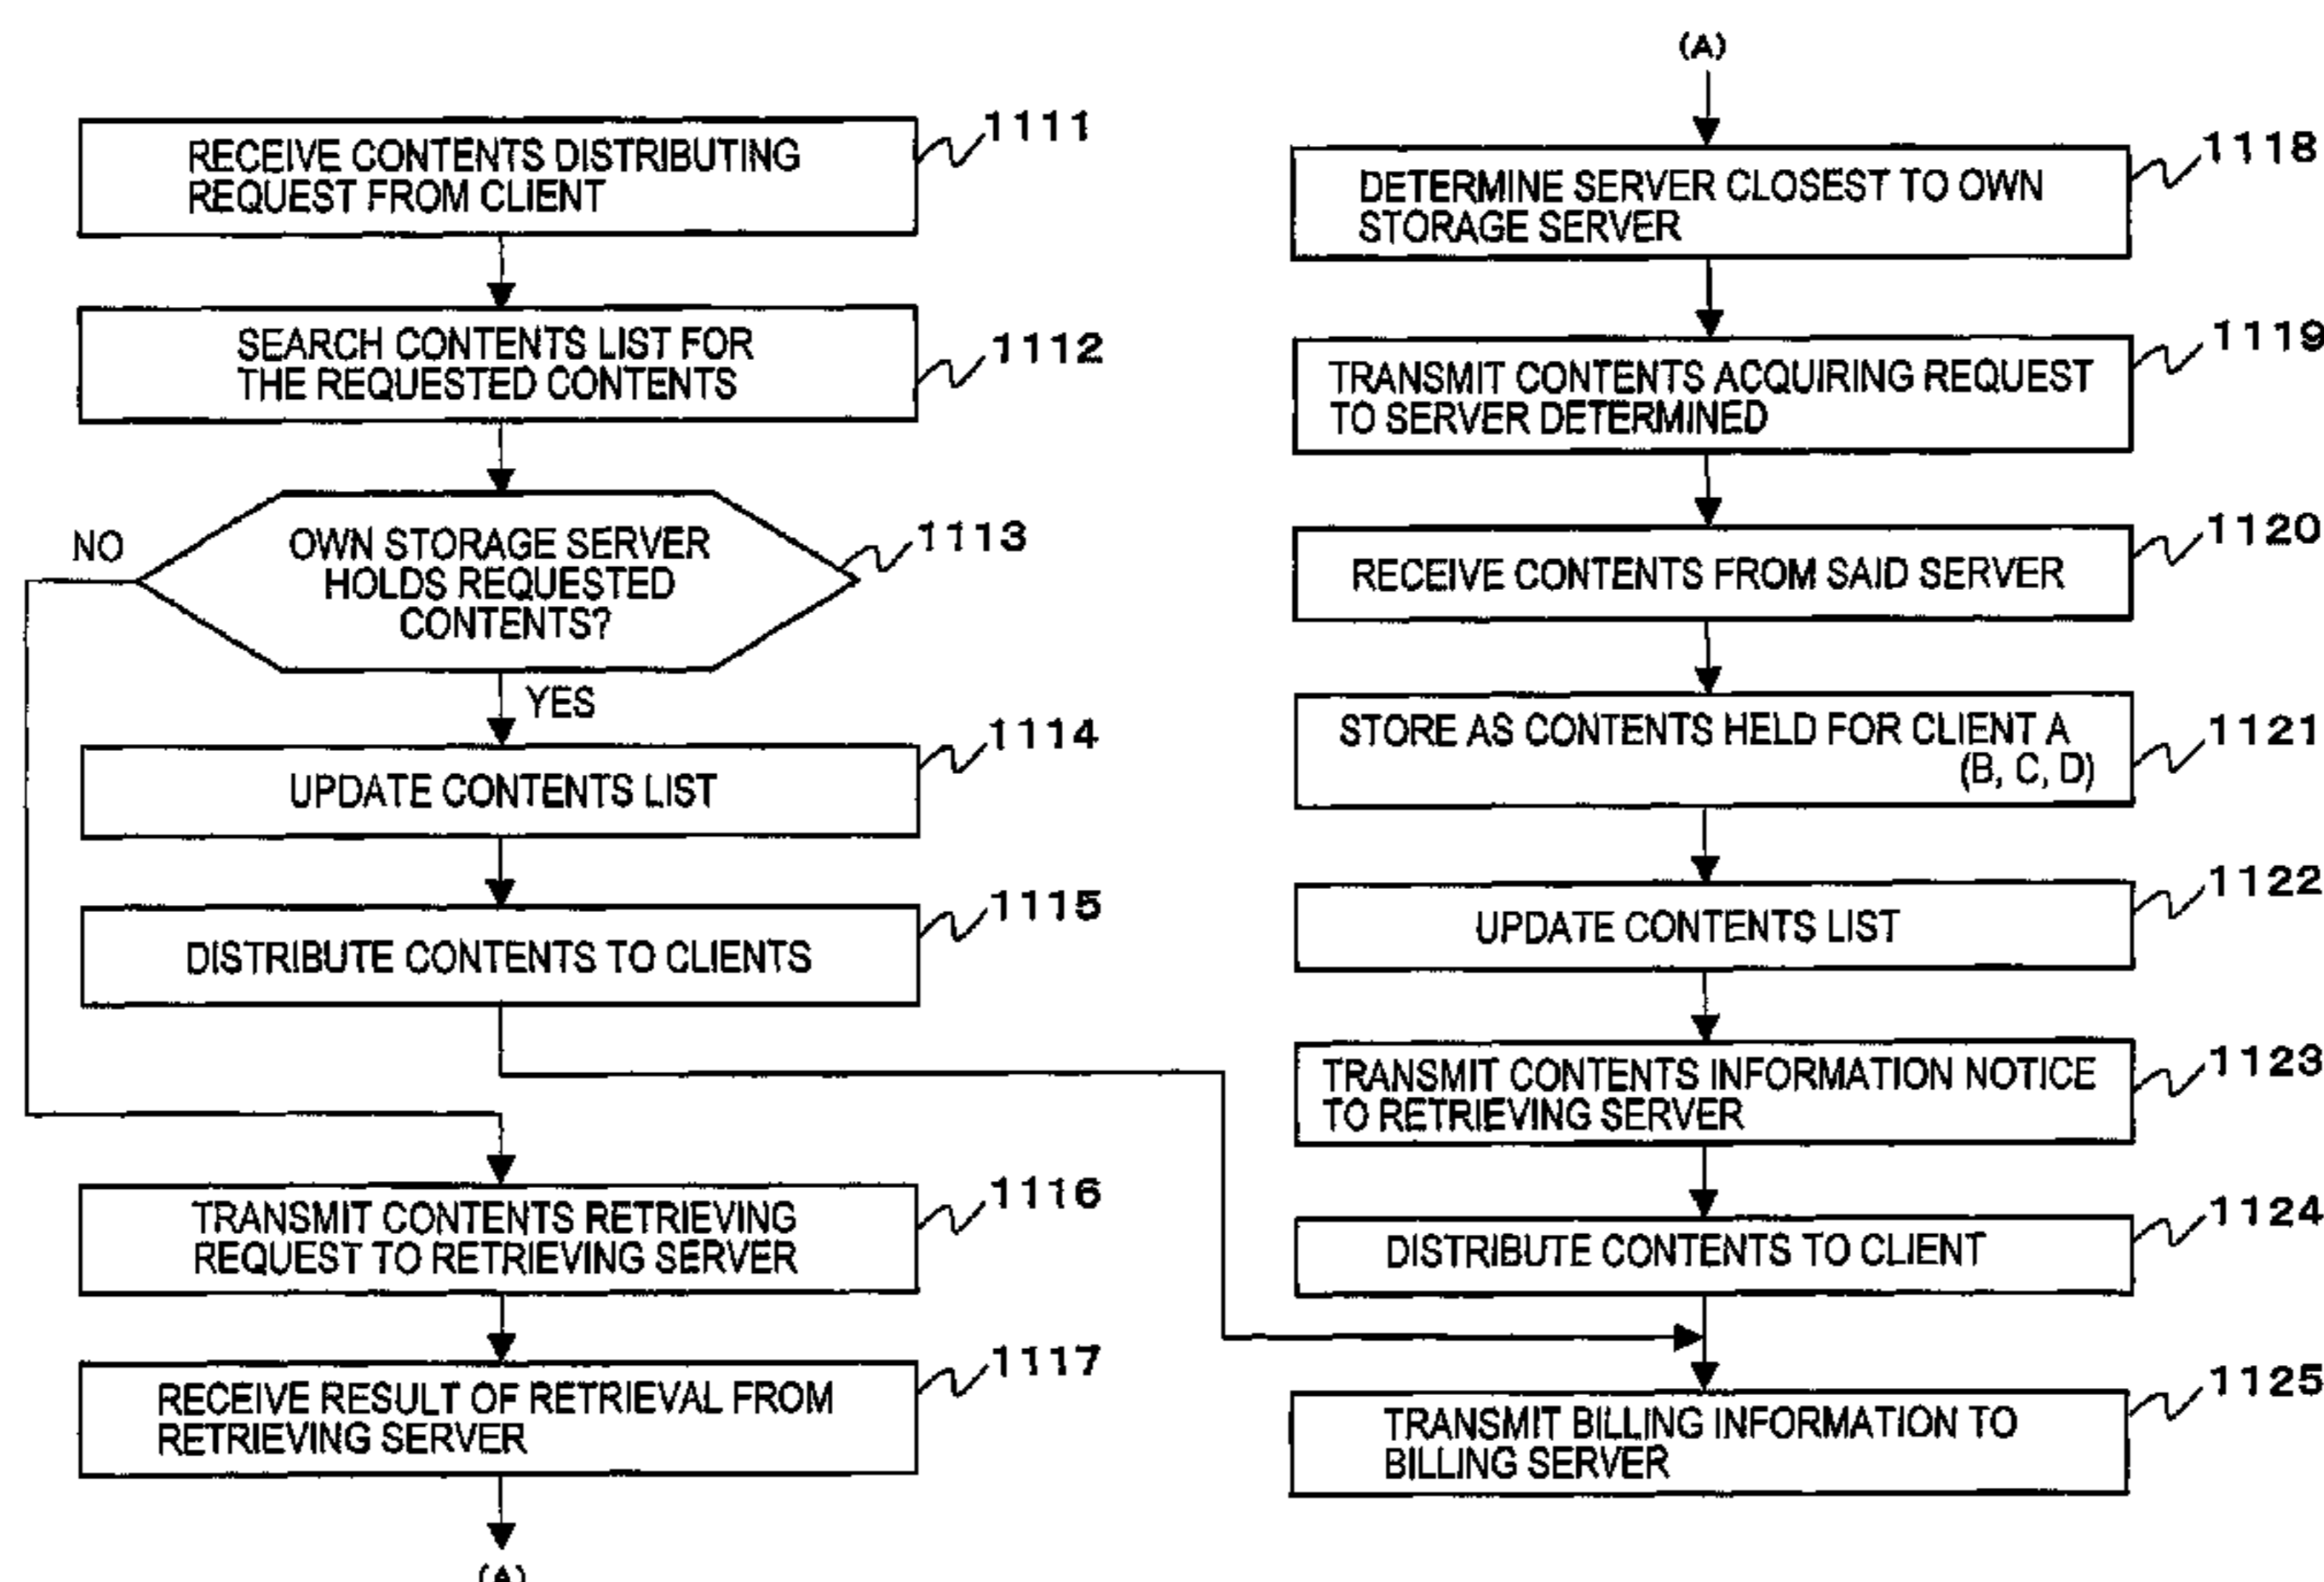 RECEIVE CONTENTS DISTRIBUTING
REQUEST FROM CLIENT
1111
SEARCH CONTENTS LIST FOR
THE REQUESTED CONTENTS
1112
NO
OWN STORAGE SERVER
HOLDS REQUESTED
CONTENTS?
1113
YES
UPDATE CONTENTS LIST
1114
DISTRIBUTE CONTENTS TO CLIENTS
1115
TRANSMIT CONTENTS RETRIEVING
REQUEST TO RETRIEVING SERVER
1116
RECEIVE RESULT OF RETRIEVAL FROM
RETRIEVING SERVER
1117
(A)
(A)
DETERMINE SERVER CLOSEST TO OWN
STORAGE SERVER
1118
TRANSMIT CONTENTS ACQUIRING REQUEST
TO SERVER DETERMINED
1119
RECEIVE CONTENTS FROM SAID SERVER
1120
STORE AS CONTENTS HELD FOR CLIENT A
(B, C, D)
1121
UPDATE CONTENTS LIST
1122
TRANSMIT CONTENTS INFORMATION NOTICE
TO RETRIEVING SERVER
1123
DISTRIBUTE CONTENTS TO CLIENT
1124
TRANSMIT BILLING INFORMATION TO
BILLING SERVER
1125